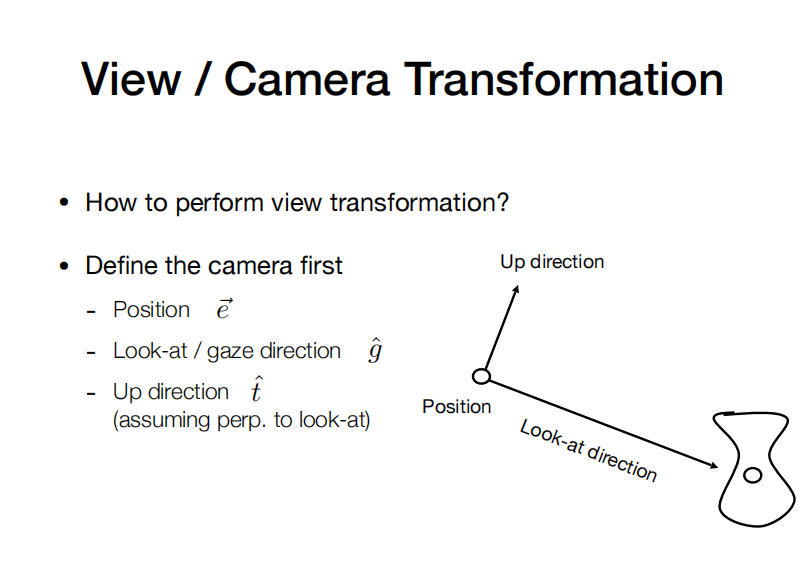 View / Camera Transformation
• How to perform view transformation?
• Define the camera first
- Position $\vec{e}$
- Look-at / gaze direction $\hat{g}$
- Up direction $\hat{t}$
(assuming perp. to look-at)
Up direction
Position
Look-at direction